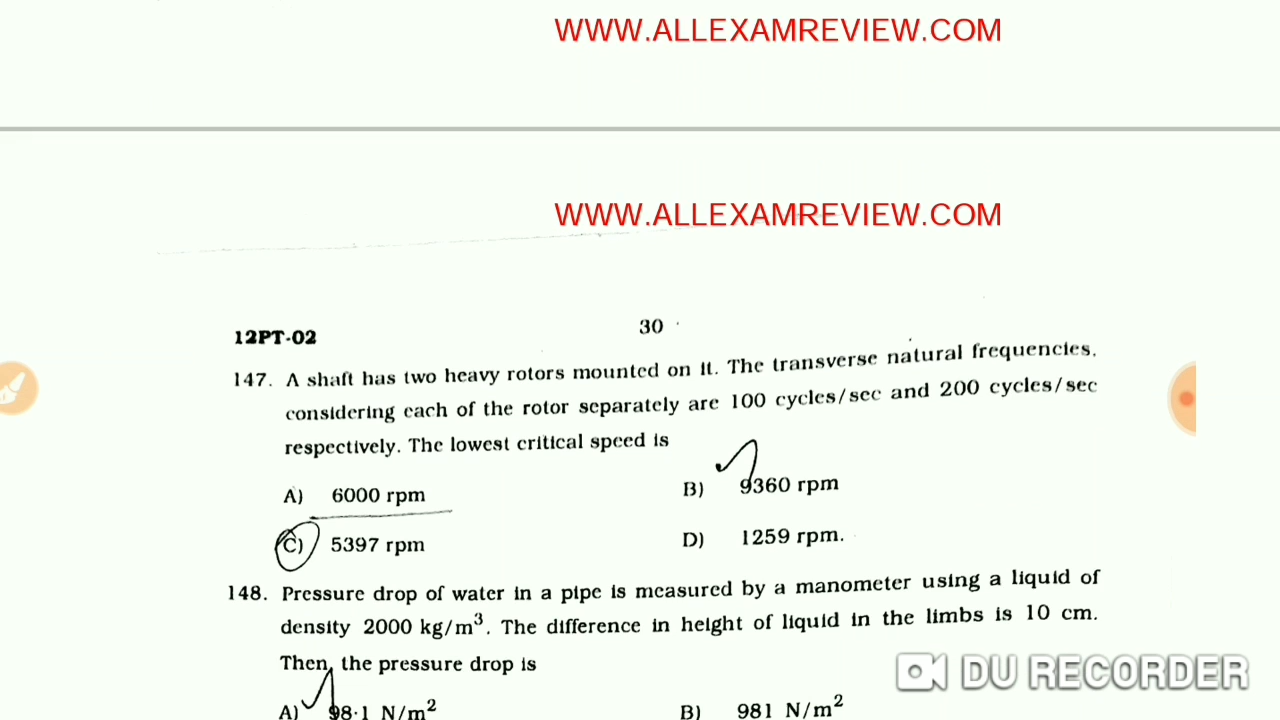 WWW.ALLEXAMREVIEW.COM
WWW.ALLEXAMREVIEW.COM
12PT-02
30
147. A shaft has two heavy rotors mounted on it. The transverse natural frequencies,
considering each of the rotor separately are 100 cycles/sec and 200 cycles/sec
respectively. The lowest critical speed is
A) 6000 rpm
B) 9360 rpm
C) 5397 rpm
D) 1259 rpm.
148. Pressure drop of water in a pipe is measured by a manometer using a liquid of
density 2000 kg/m³. The difference in height of liquid in the limbs is 10 cm.
Then, the pressure drop is
A) 98·1 N/m²
B) 981 N/m²
DU RECORDER